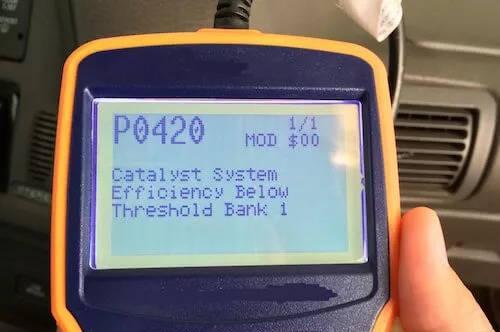 P0420
1/1
MOD $00
Catalyst System
Efficiency Below
Threshold Bank 1